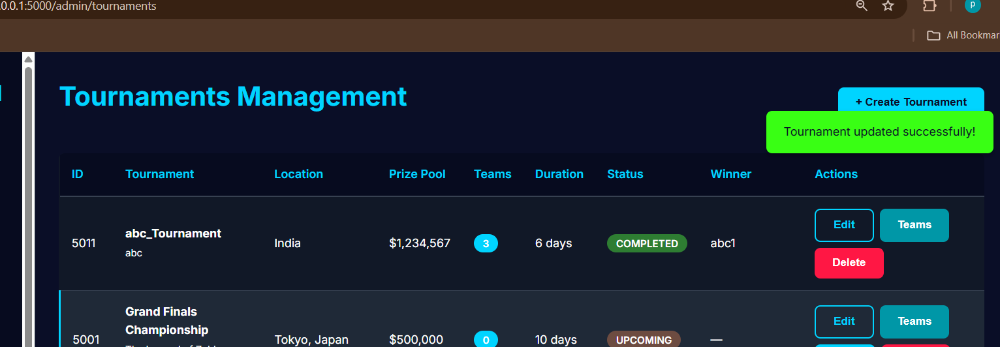 .0.0.1:5000/admin/tournaments
p
All Bookmar
Tournaments Management
+ Create Tournament
Tournament updated successfully!
ID Tournament Location Prize Pool Teams Duration Status Winner Actions
abc_Tournament
abc
5011 India $1,234,567 3 6 days COMPLETED abc1
Edit Teams
Delete
Grand Finals
Championship
5001 Tokyo, Japan $500,000 0 10 days UPCOMING —
Edit Teams